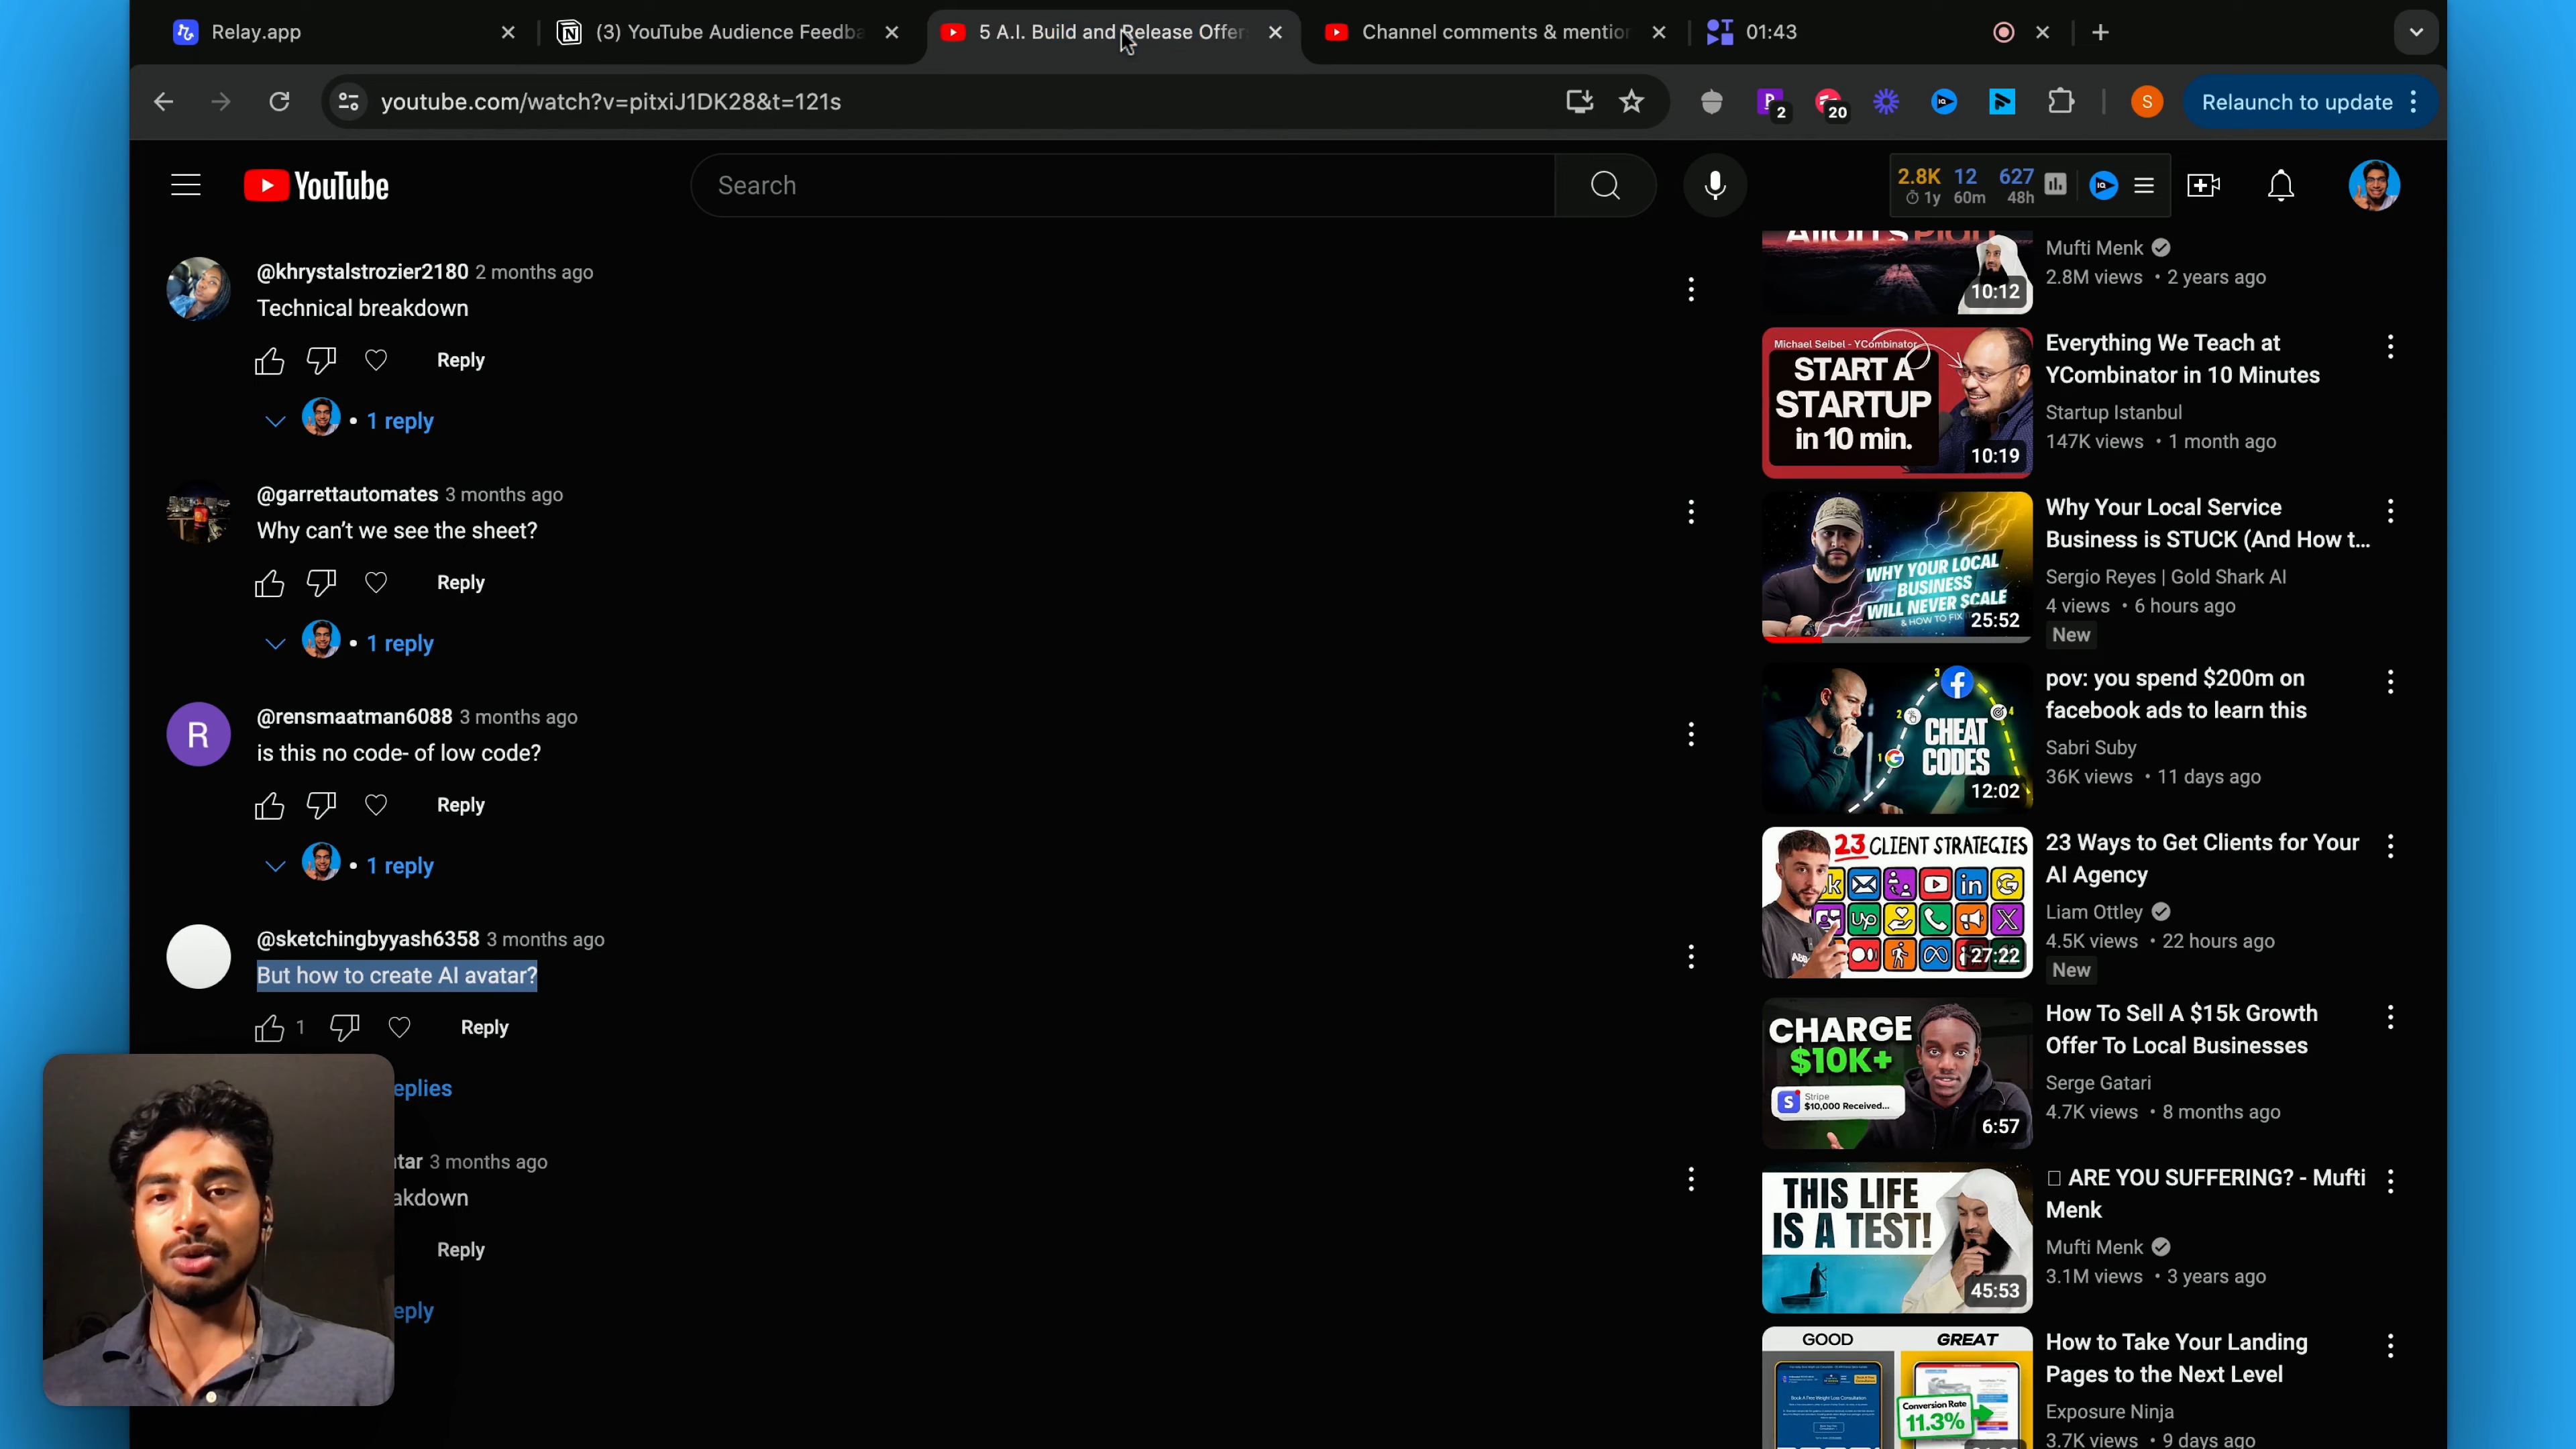 Relay.app
(3) YouTube Audience Feedba
5 A.I. Build and Release Offer
Channel comments & mention
01:43
youtube.com/watch?v=pitxiJ1DK28&t=121s
2
20
S
Relaunch to update
YouTube
Search
2.8K 12 627
1y 60m 48h
IQ
@khrystalstrozier2180 2 months ago
Technical breakdown
Reply
• 1 reply
@garrettautomates 3 months ago
Why can't we see the sheet?
Reply
• 1 reply
R
@rensmaatman6088 3 months ago
is this no code- of low code?
Reply
• 1 reply
@sketchingbyyash6358 3 months ago
But how to create AI avatar?
1
Reply
eplies
tar 3 months ago
akdown
Reply
eply
10:12
Mufti Menk
2.8M views • 2 years ago
Michael Seibel - YCombinator
START A
STARTUP
in 10 min.
10:19
Everything We Teach at
YCombinator in 10 Minutes
Startup Istanbul
147K views • 1 month ago
WHY YOUR LOCAL
BUSINESS
WILL NEVER SCALE
& HOW TO FIX
25:52
Why Your Local Service
Business is STUCK (And How t...
Sergio Reyes | Gold Shark AI
4 views • 6 hours ago
New
1
2
3
4
CHEAT
CODES
12:02
pov: you spend $200m on
facebook ads to learn this
Sabri Suby
36K views • 11 days ago
23 CLIENT STRATEGIES
27:22
23 Ways to Get Clients for Your
AI Agency
Liam Ottley
4.5K views • 22 hours ago
New
CHARGE
$10K+
Stripe
$10,000 Received...
6:57
How To Sell A $15k Growth
Offer To Local Businesses
Serge Gatari
4.7K views • 8 months ago
THIS LIFE
IS A TEST!
45:53
ARE YOU SUFFERING? - Mufti
Menk
Mufti Menk
3.1M views • 3 years ago
GOOD GREAT
Book A Free Weight Loss Consultation
Conversion Rate
11.3%
How to Take Your Landing
Pages to the Next Level
Exposure Ninja
3.7K views • 9 days ago